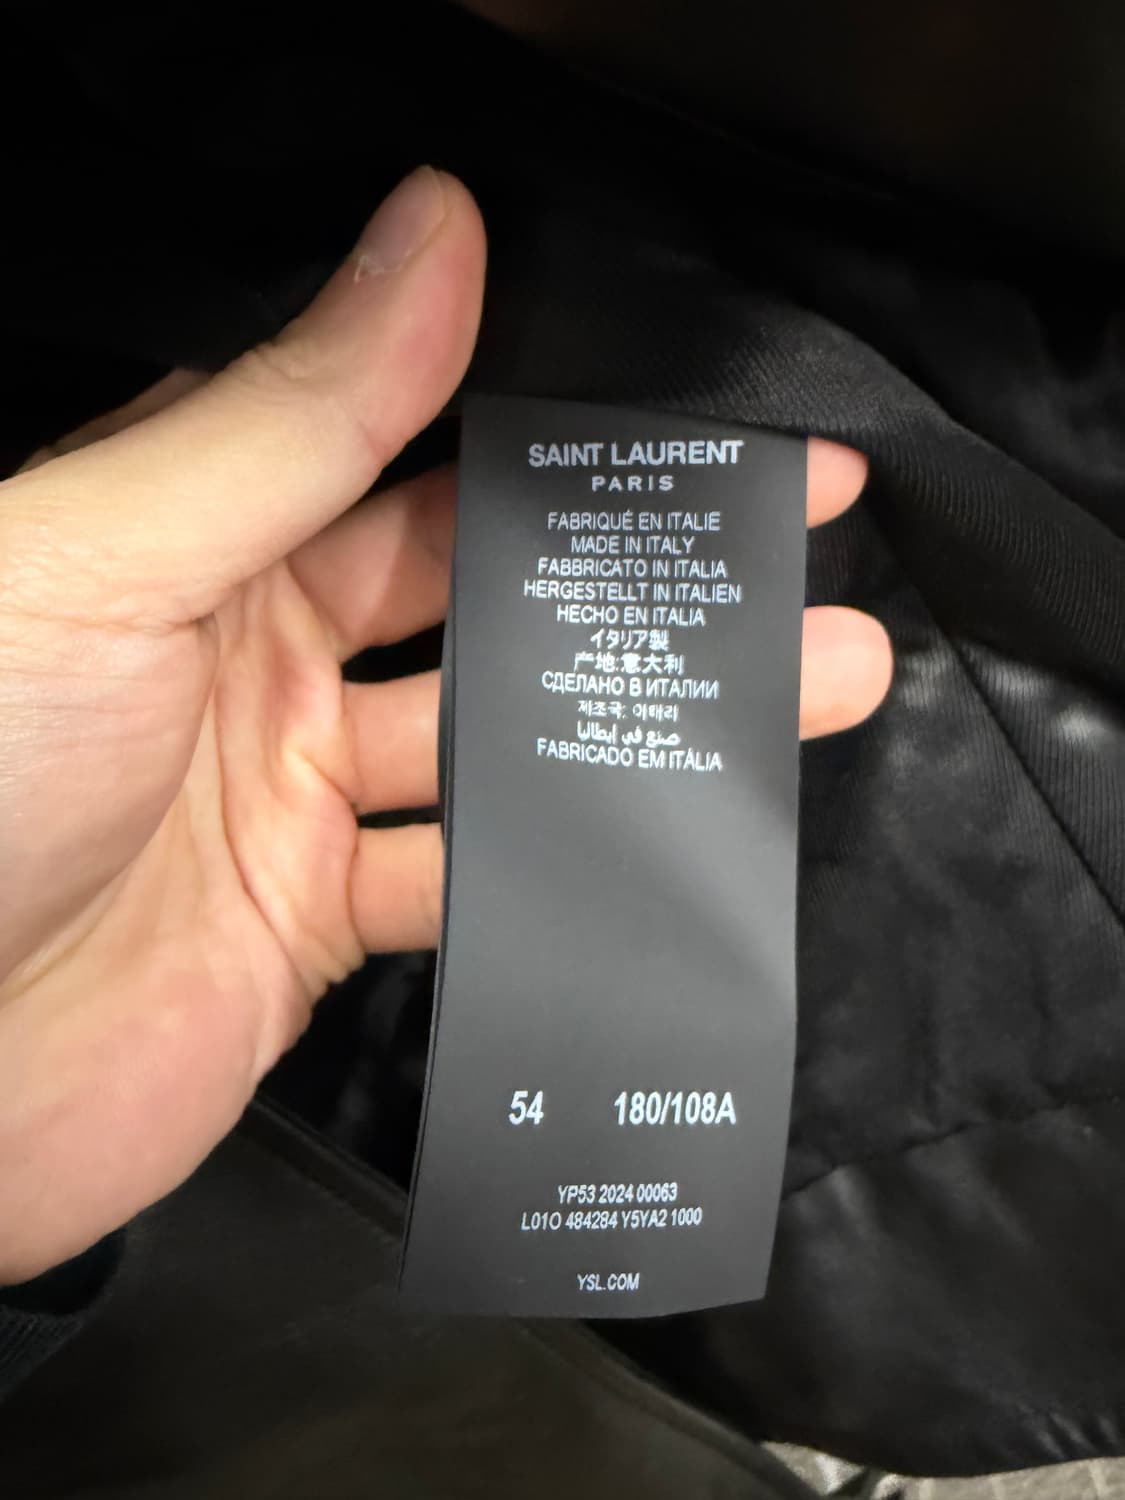 SAINT LAURENT
PARIS
FABRIQUÉ EN ITALIE
MADE IN ITALY
FABBRICATO IN ITALIA
HERGESTELLT IN ITALIEN
HECHO EN ITALIA
イタリア製
产地:意大利
СДЕЛАНО В ИТАЛИИ
제조국: 이태리
صنع في إيطاليا
FABRICADO EM ITÁLIA
54 180/108A
YP53 2024 00063
L01O 484284 Y5YA2 1000
YSL.COM